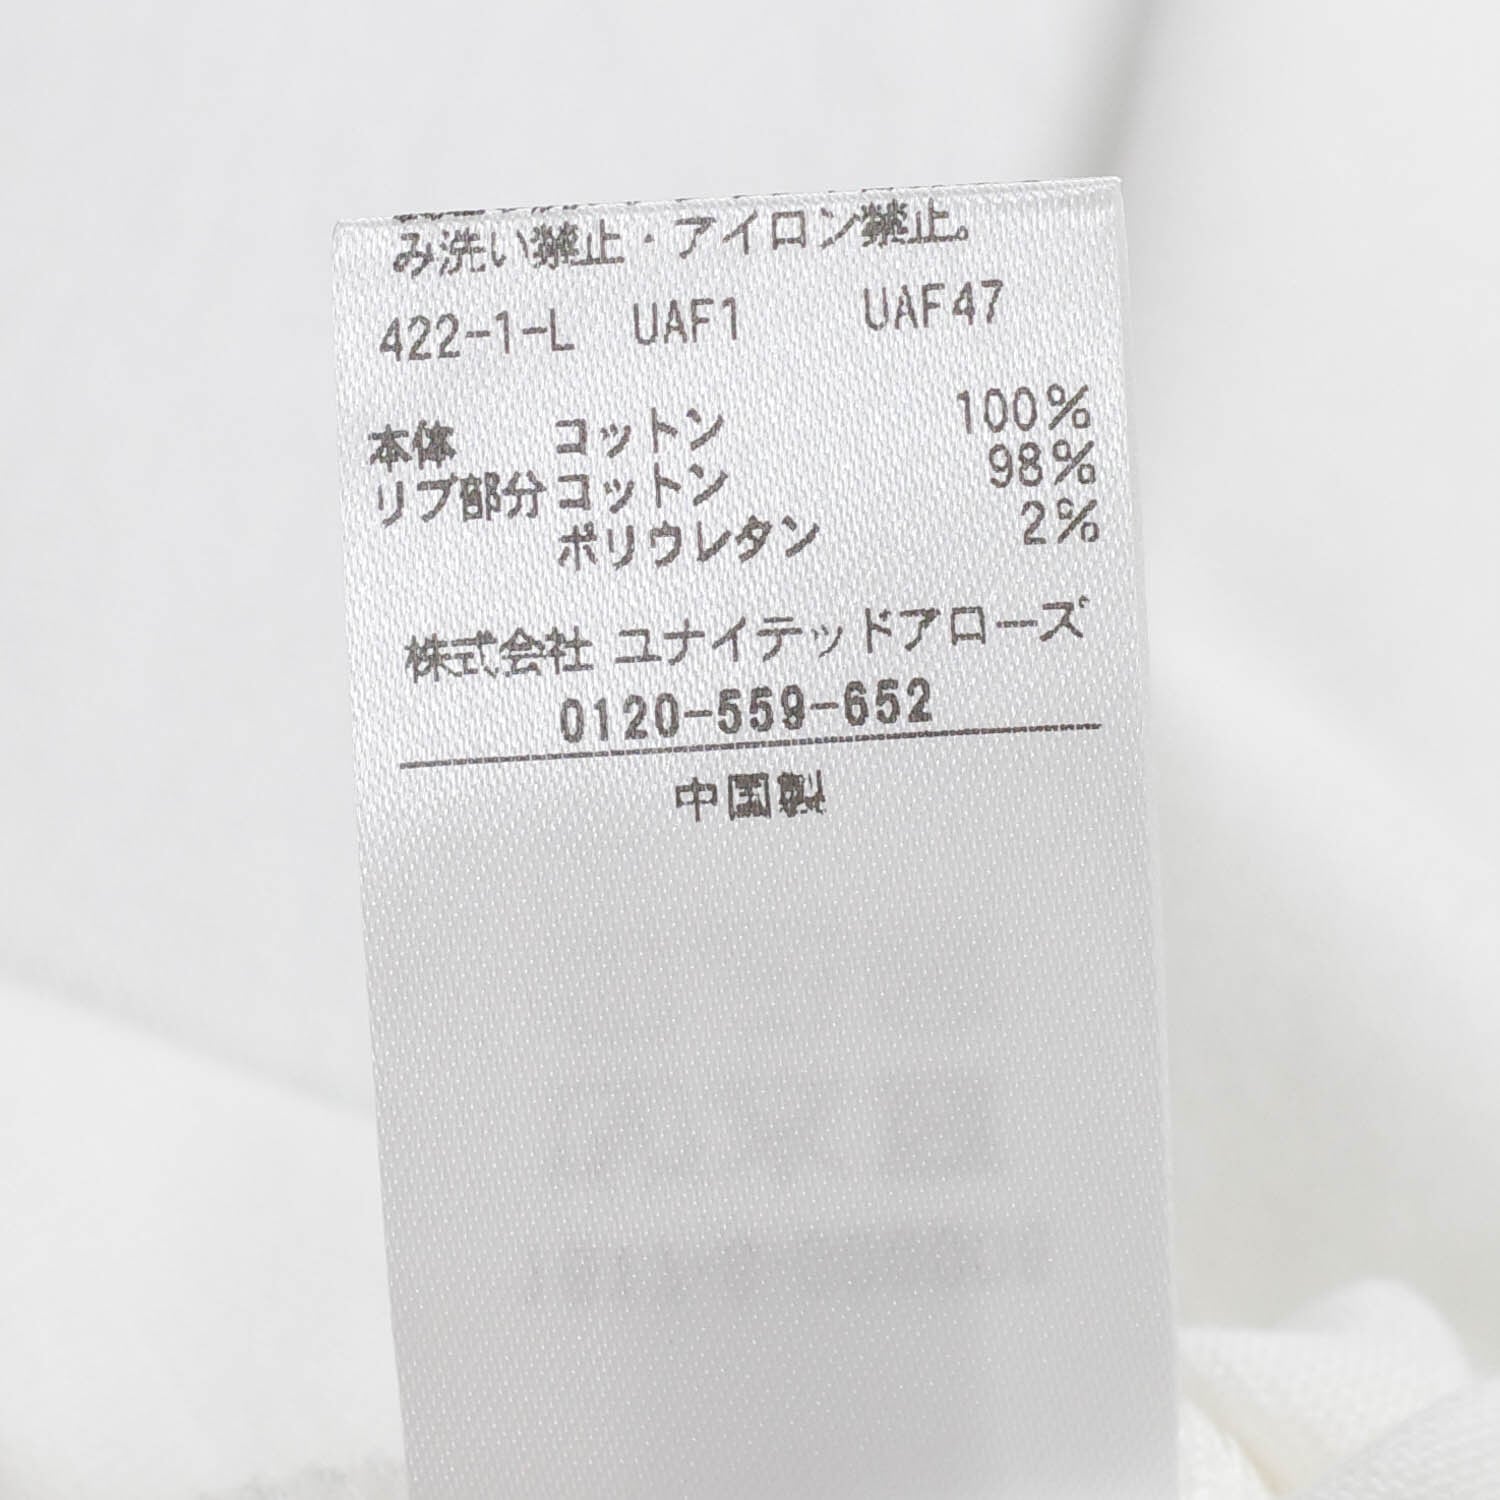 み洗い禁止・アイロン禁止。
422-1-L UAF1 UAF47
本体 コットン 100%
リブ部分 コットン 98%
ポリウレタン 2%
株式会社 ユナイテッドアローズ
0120-559-652
中国製